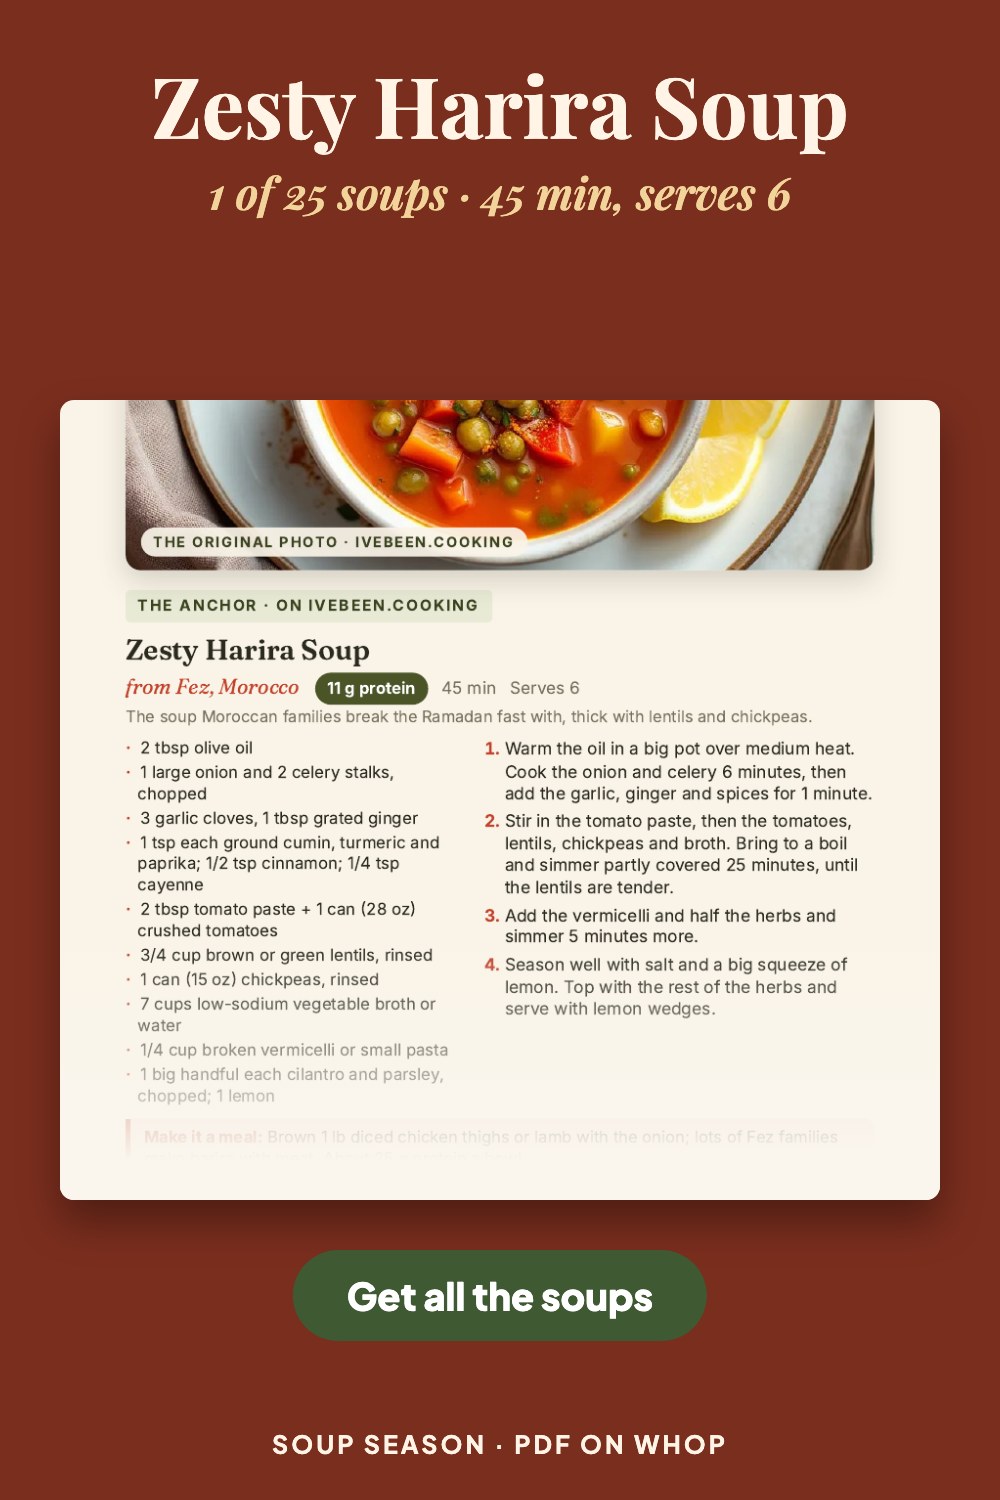 Zesty Harira Soup
1 of 25 soups · 45 min, serves 6
THE ORIGINAL PHOTO · IVEBEEN.COOKING
THE ANCHOR · ON IVEBEEN.COOKING
Zesty Harira Soup
from Fez, Morocco 11 g protein 45 min Serves 6
The soup Moroccan families break the Ramadan fast with, thick with lentils and chickpeas.
· 2 tbsp olive oil
· 1 large onion and 2 celery stalks,
chopped
· 3 garlic cloves, 1 tbsp grated ginger
· 1 tsp each ground cumin, turmeric and
paprika; 1/2 tsp cinnamon; 1/4 tsp
cayenne
· 2 tbsp tomato paste + 1 can (28 oz)
crushed tomatoes
· 3/4 cup brown or green lentils, rinsed
· 1 can (15 oz) chickpeas, rinsed
· 7 cups low-sodium vegetable broth or
water
· 1/4 cup broken vermicelli or small pasta
· 1 big handful each cilantro and parsley,
chopped; 1 lemon
1. Warm the oil in a big pot over medium heat.
Cook the onion and celery 6 minutes, then
add the garlic, ginger and spices for 1 minute.
2. Stir in the tomato paste, then the tomatoes,
lentils, chickpeas and broth. Bring to a boil
and simmer partly covered 25 minutes, until
the lentils are tender.
3. Add the vermicelli and half the herbs and
simmer 5 minutes more.
4. Season well with salt and a big squeeze of
lemon. Top with the rest of the herbs and
serve with lemon wedges.
Make it a meal: Brown 1 lb diced chicken thighs or lamb with the onion; lots of Fez families
Get all the soups
SOUP SEASON · PDF ON WHOP